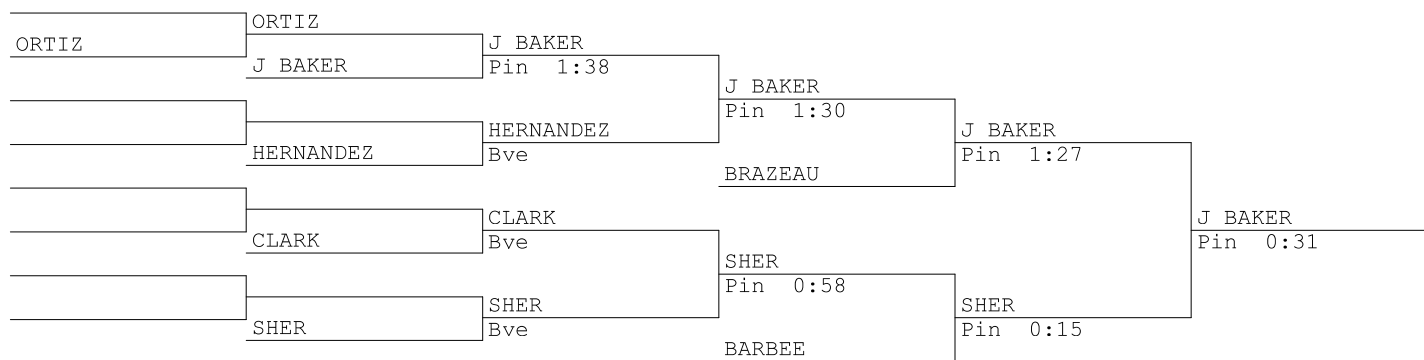 ORTIZ
ORTIZ
J BAKER
J BAKER
Pin 1:38
J BAKER
Pin 1:30
HERNANDEZ
HERNANDEZ
Bve
J BAKER
Pin 1:27
BRAZEAU
CLARK
CLARK
Bve
J BAKER
Pin 0:31
SHER
Pin 0:58
SHER
SHER
Bve
SHER
Pin 0:15
BARBEE